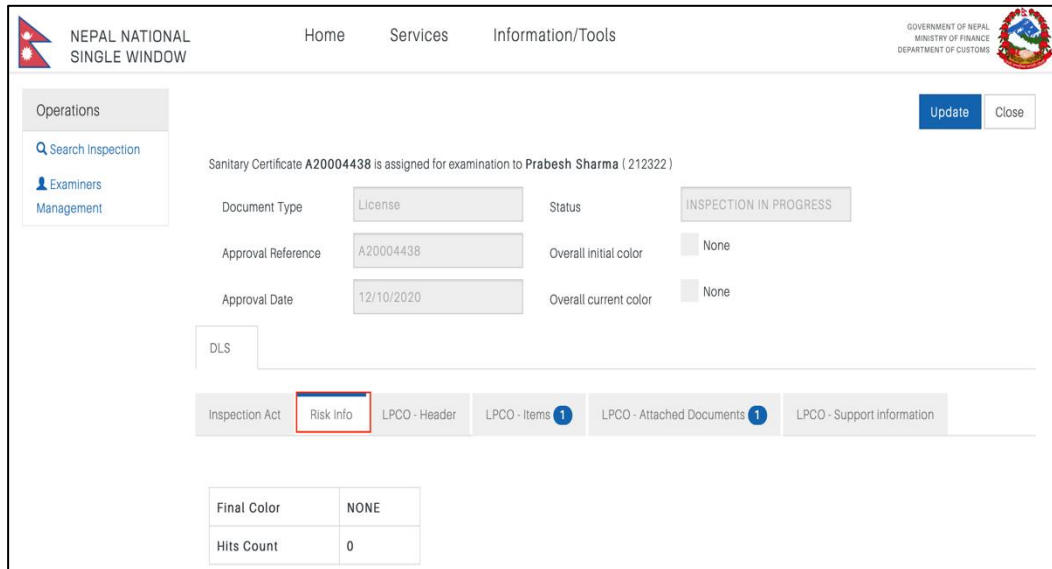 NEPAL NATIONAL
SINGLE WINDOW
Home Services Information/Tools
GOVERNMENT OF NEPAL
MINISTRY OF FINANCE
DEPARTMENT OF CUSTOMS
Operations
Search Inspection
Examiners
Management
Update Close
Sanitary Certificate A20004438 is assigned for examination to Prabesh Sharma ( 212322 )
Document Type License Status INSPECTION IN PROGRESS
Approval Reference A20004438 Overall initial color None
Approval Date 12/10/2020 Overall current color None
DLS
Inspection Act Risk Info LPCO - Header LPCO - Items 1 LPCO - Attached Documents 1 LPCO - Support information
Final Color NONE
Hits Count 0